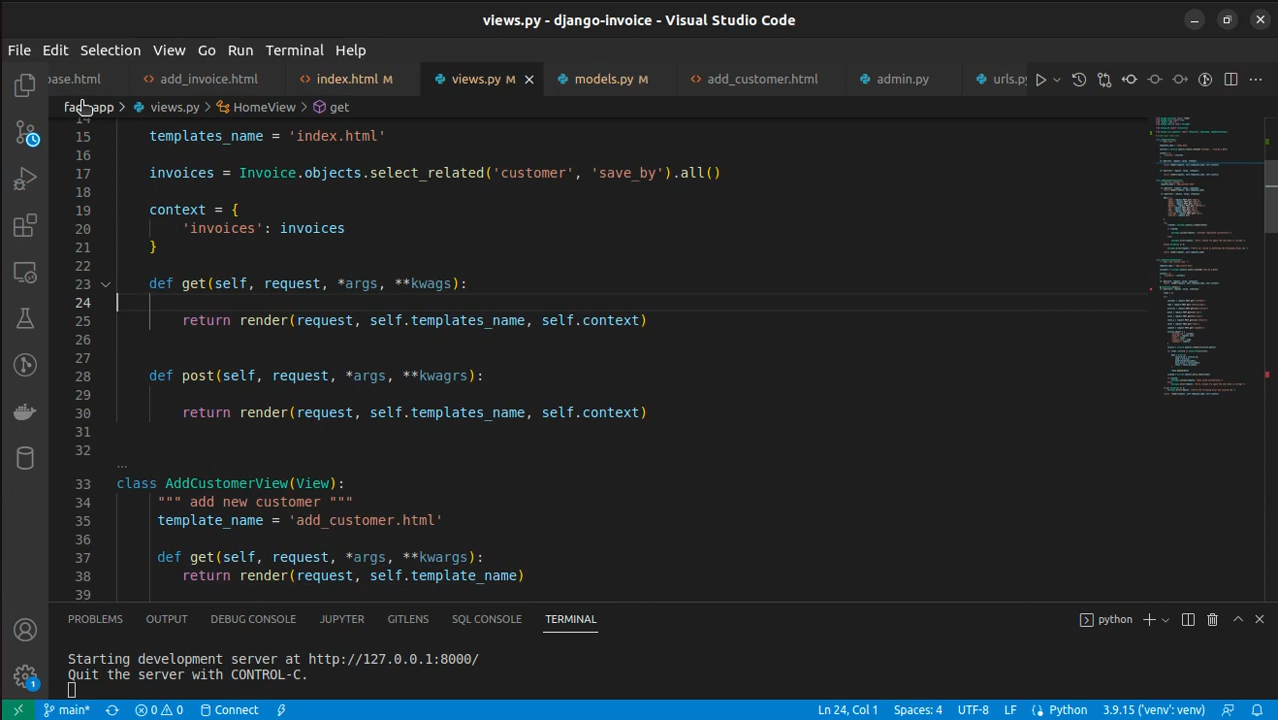 views.py - django-invoice - Visual Studio Code
File Edit Selection View Go Run Terminal Help
base.html add_invoice.html index.html M views.py M models.py M add_customer.html admin.py urls.py
app views.py HomeView get
14
15 templates_name = 'index.html'
16
17 invoices = Invoice.objects.select_related('customer', 'save_by').all()
18
19 context = {
20 'invoices': invoices
21 }
22
23 def get(self, request, *args, **kwags):
24
25 return render(request, self.templates_name, self.context)
26
27
28 def post(self, request, *args, **kwagrs):
29
30 return render(request, self.templates_name, self.context)
31
32
...
33 class AddCustomerView(View):
34 """ add new customer """
35 template_name = 'add_customer.html'
36
37 def get(self, request, *args, **kwargs):
38 return render(request, self.template_name)
39
PROBLEMS OUTPUT DEBUG CONSOLE JUPYTER GITLENS SQL CONSOLE TERMINAL python
Starting development server at http://127.0.0.1:8000/
Quit the server with CONTROL-C.
1 main* 0 0 Connect Ln 24, Col 1 Spaces: 4 UTF-8 LF Python 3.9.15 ('venv': venv)